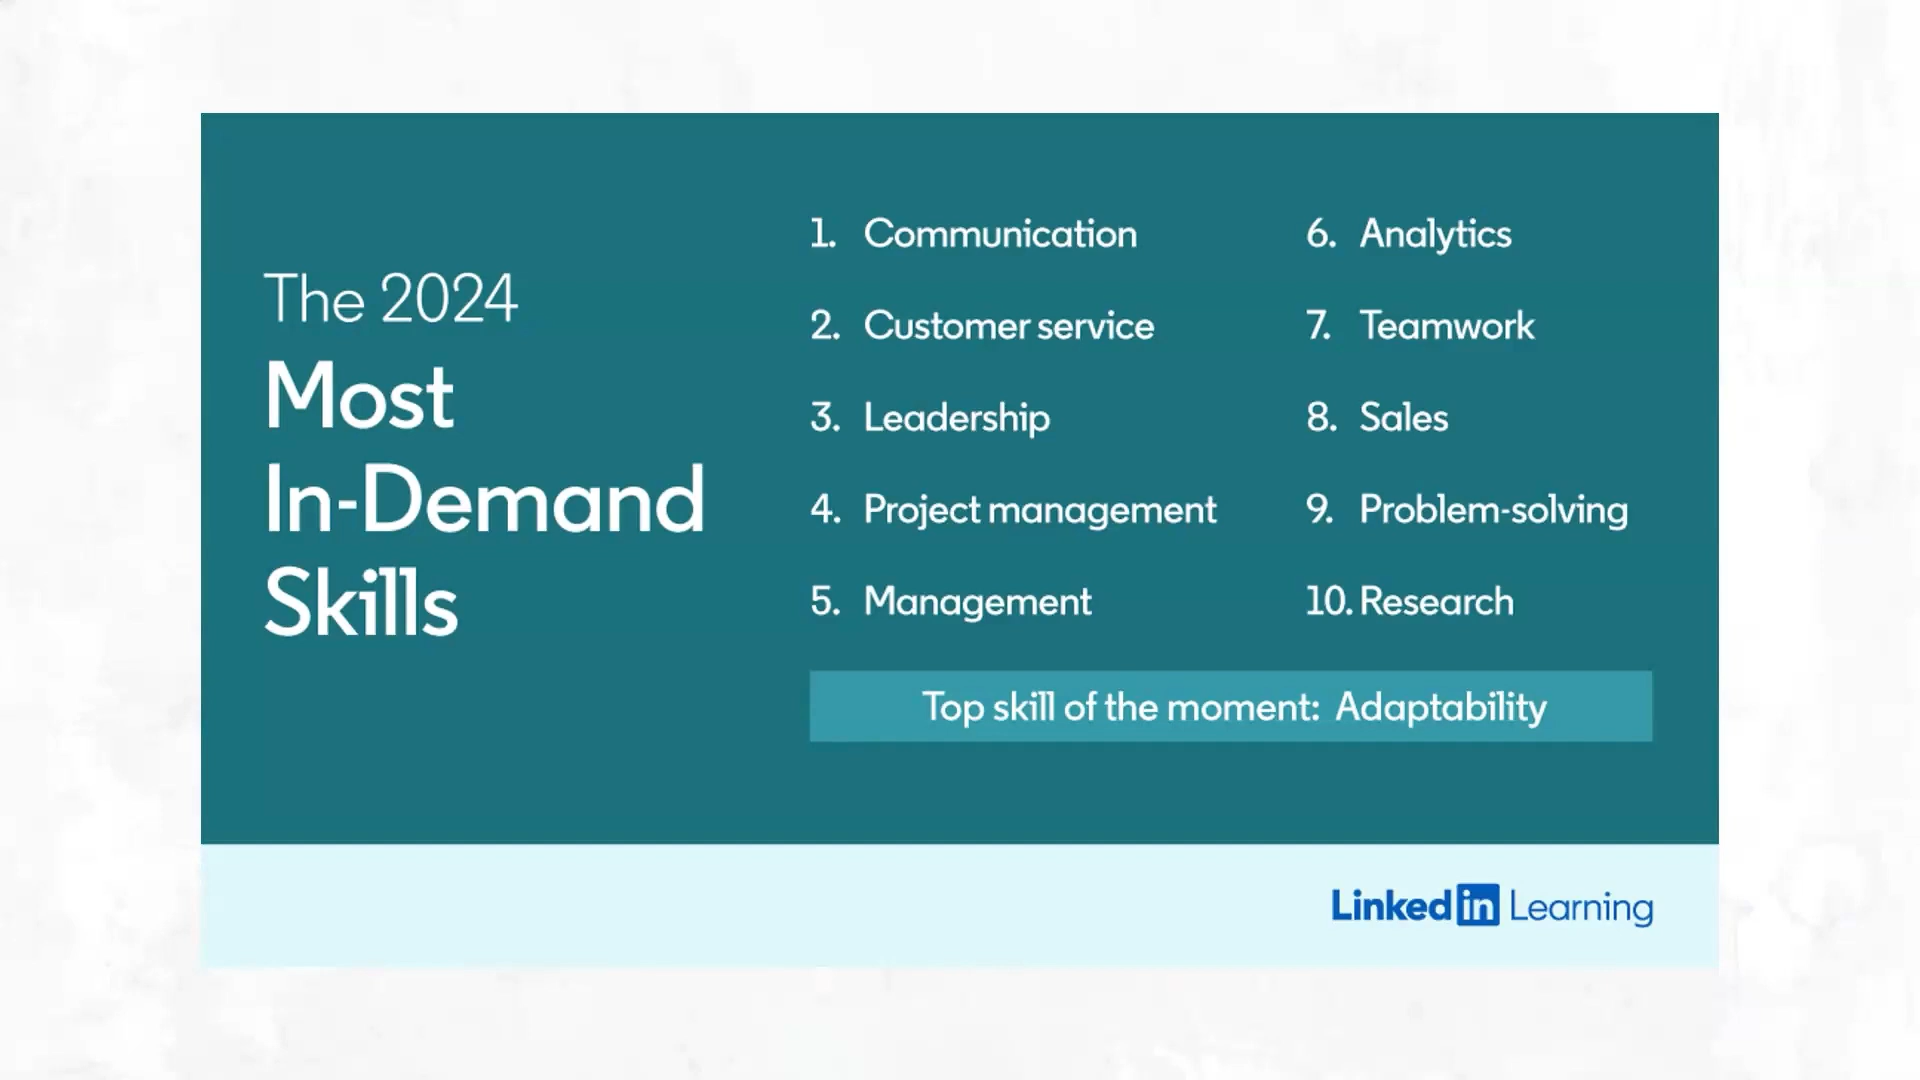 The 2024
Most
In-Demand
Skills
1. Communication
2. Customer service
3. Leadership
4. Project management
5. Management
6. Analytics
7. Teamwork
8. Sales
9. Problem-solving
10. Research
Top skill of the moment: Adaptability
Linkedin Learning